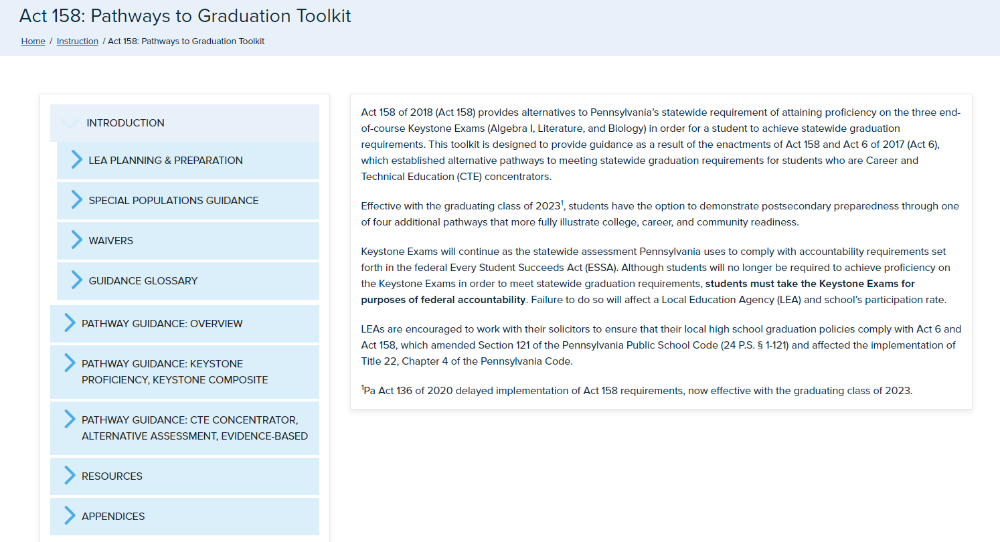 Act 158: Pathways to Graduation Toolkit
Home / Instruction / Act 158: Pathways to Graduation Toolkit
INTRODUCTION
LEA PLANNING & PREPARATION
SPECIAL POPULATIONS GUIDANCE
WAIVERS
GUIDANCE GLOSSARY
PATHWAY GUIDANCE: OVERVIEW
PATHWAY GUIDANCE: KEYSTONE
PROFICIENCY, KEYSTONE COMPOSITE
PATHWAY GUIDANCE: CTE CONCENTRATOR,
ALTERNATIVE ASSESSMENT, EVIDENCE-BASED
RESOURCES
APPENDICES
Act 158 of 2018 (Act 158) provides alternatives to Pennsylvania’s statewide requirement of attaining proficiency on the three end-
of-course Keystone Exams (Algebra I, Literature, and Biology) in order for a student to achieve statewide graduation
requirements. This toolkit is designed to provide guidance as a result of the enactments of Act 158 and Act 6 of 2017 (Act 6),
which established alternative pathways to meeting statewide graduation requirements for students who are Career and
Technical Education (CTE) concentrators.
Effective with the graduating class of 2023¹, students have the option to demonstrate postsecondary preparedness through one
of four additional pathways that more fully illustrate college, career, and community readiness.
Keystone Exams will continue as the statewide assessment Pennsylvania uses to comply with accountability requirements set
forth in the federal Every Student Succeeds Act (ESSA). Although students will no longer be required to achieve proficiency on
the Keystone Exams in order to meet statewide graduation requirements, students must take the Keystone Exams for
purposes of federal accountability. Failure to do so will affect a Local Education Agency (LEA) and school’s participation rate.
LEAs are encouraged to work with their solicitors to ensure that their local high school graduation policies comply with Act 6 and
Act 158, which amended Section 121 of the Pennsylvania Public School Code (24 P.S. § 1-121) and affected the implementation of
Title 22, Chapter 4 of the Pennsylvania Code.
¹Pa Act 136 of 2020 delayed implementation of Act 158 requirements, now effective with the graduating class of 2023.